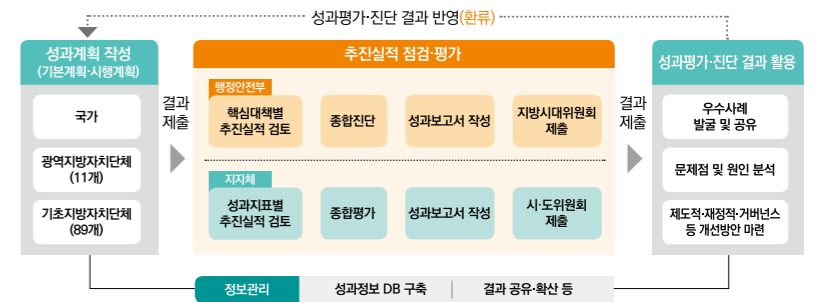 성과평가·진단 결과 반영(환류)
성과계획 작성
(기본계획·시행계획)
국가
광역지방자치단체
(11개)
기초지방자치단체
(89개)
결과
제출
추진실적 점검·평가
행정안전부
핵심대책별
추진실적 검토
종합진단
성과보고서 작성
지방시대위원회
제출
지자체
성과지표별
추진실적 검토
종합평가
성과보고서 작성
시·도위원회
제출
결과
제출
성과평가·진단 결과 활용
우수사례
발굴 및 공유
문제점 및 원인 분석
제도적·재정적·거버넌스
등 개선방안 마련
정보관리
성과정보 DB 구축
결과 공유·확산 등